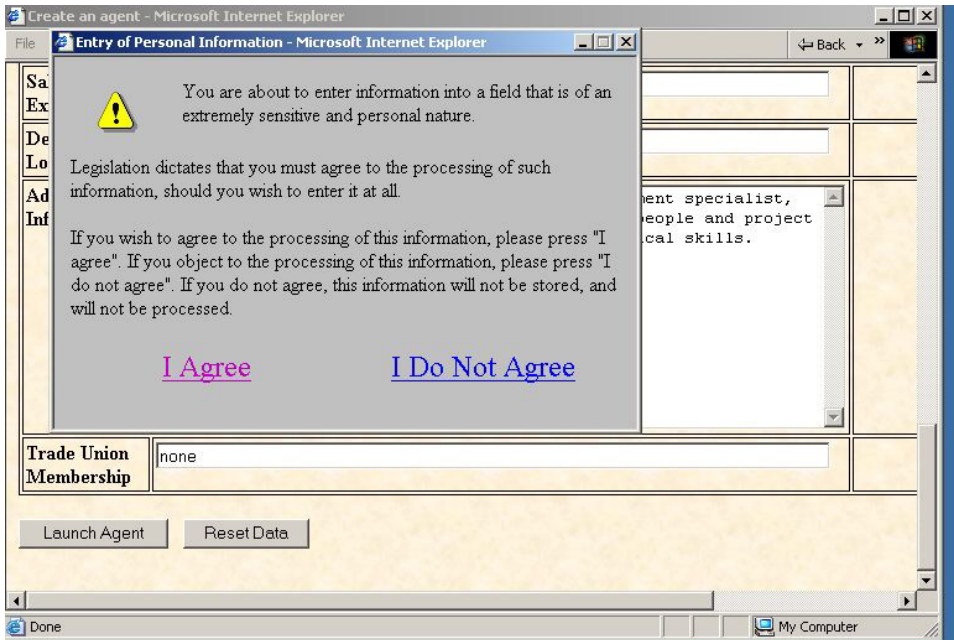 Create an agent - Microsoft Internet Explorer
File
Back
Entry of Personal Information - Microsoft Internet Explorer
You are about to enter information into a field that is of an
extremely sensitive and personal nature.
Legislation dictates that you must agree to the processing of such
information, should you wish to enter it at all.
If you wish to agree to the processing of this information, please press "I
agree". If you object to the processing of this information, please press "I
do not agree". If you do not agree, this information will not be stored, and
will not be processed.
I Agree
I Do Not Agree
Sa
Ex
De
Lo
Ad
Inf
ent specialist,
eople and project
cal skills.
Trade Union
Membership
none
Launch Agent
Reset Data
Done
My Computer